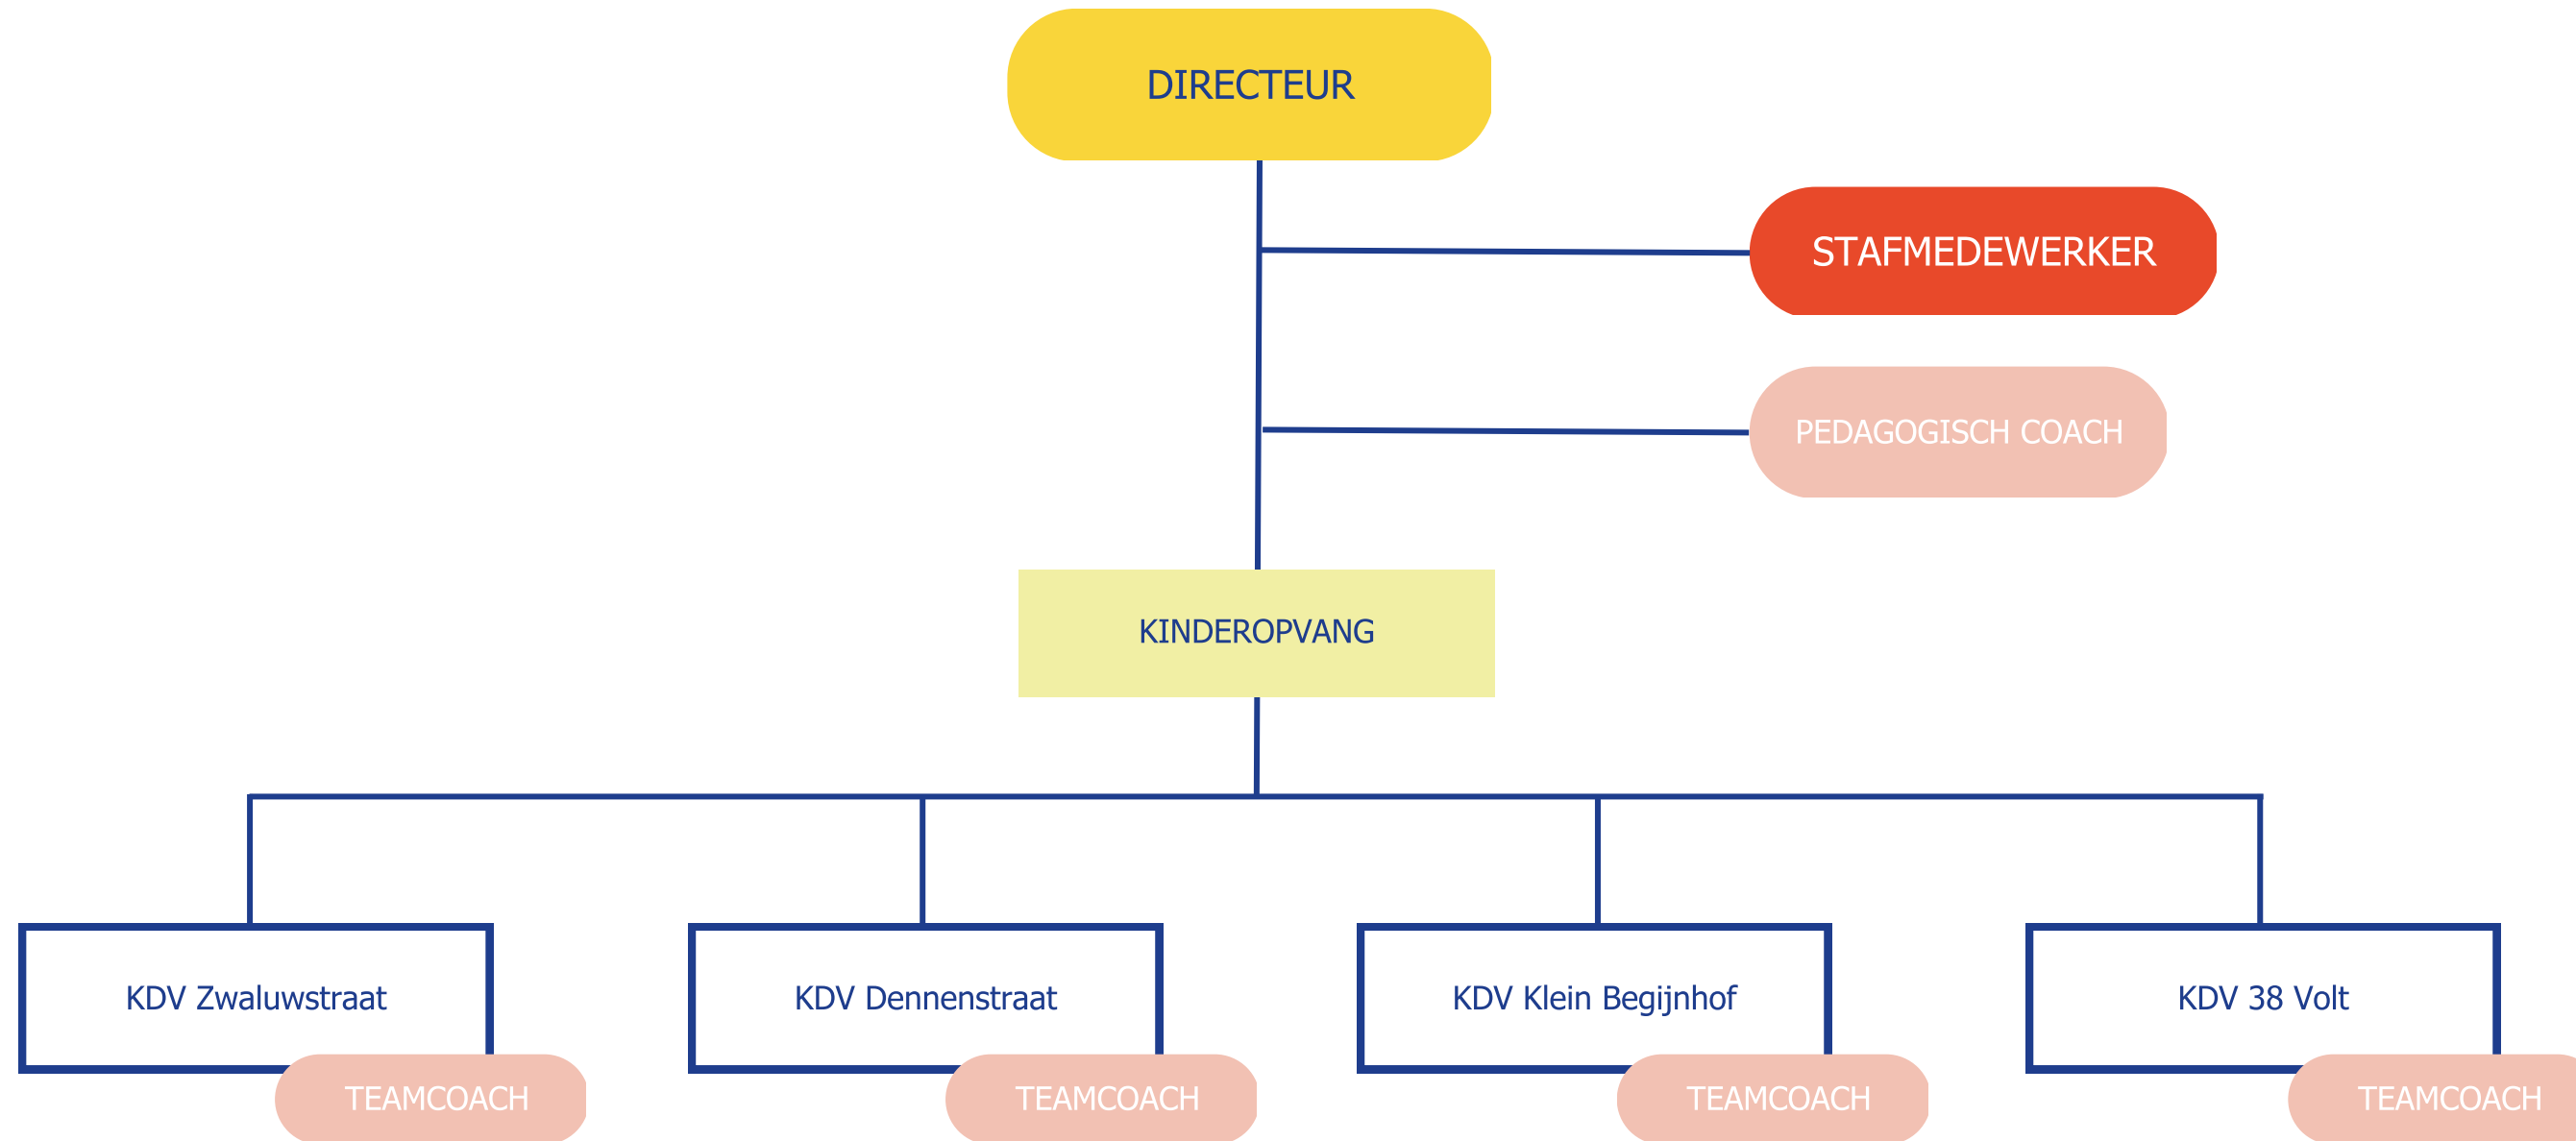 DIRECTEUR
STAFMEDEWERKER
PEDAGOGISCH COACH
KINDEROPVANG
KDV Zwaluwstraat
KDV Dennenstraat
KDV Klein Begijnhof
KDV 38 Volt
TEAMCOACH
TEAMCOACH
TEAMCOACH
TEAMCOACH